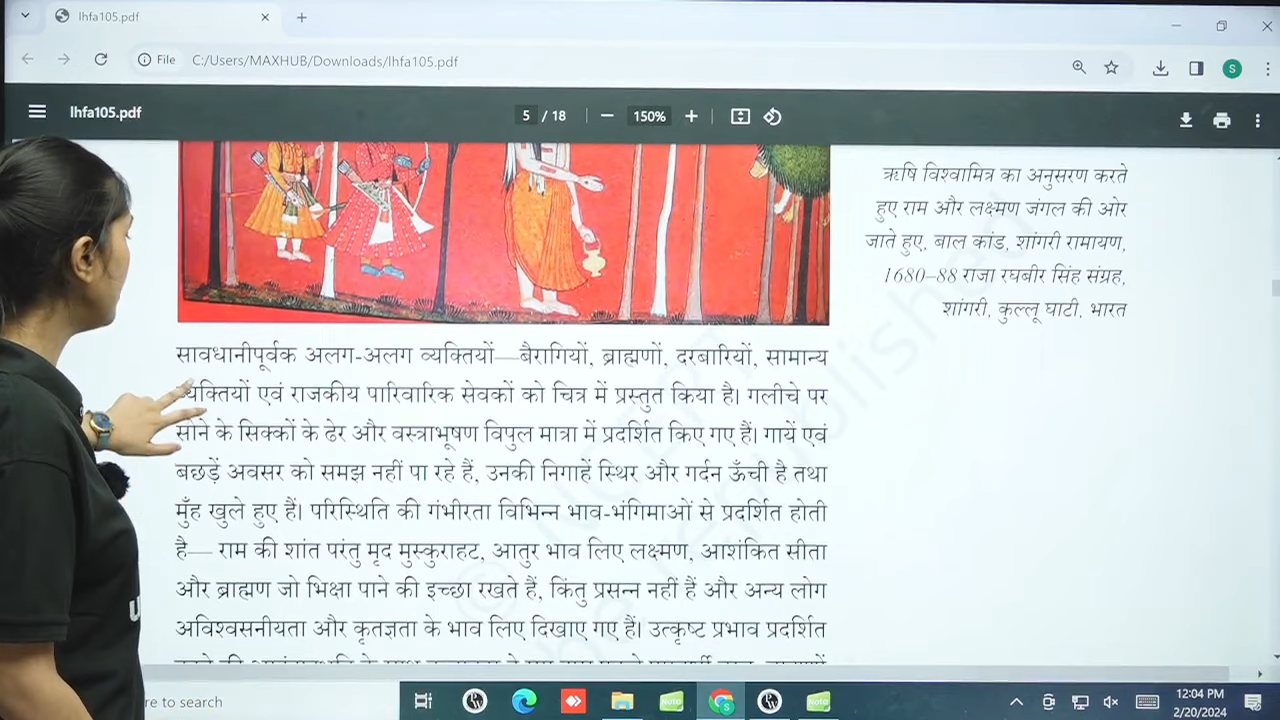 lhfa105.pdf
File C:/Users/MAXHUB/Downloads/lhfa105.pdf
S
lhfa105.pdf
5 / 18
150%
ऋषि विश्वामित्र का अनुसरण करते
हुए राम और लक्ष्मण जंगल की ओर
जाते हुए, बाल कांड, शांगरी रामायण,
1680–88 राजा रघबीर सिंह संग्रह,
शांगरी, कुल्लू घाटी, भारत
सावधानीपूर्वक अलग-अलग व्यक्तियों—बैरागियों, ब्राह्मणों, दरबारियों, सामान्य
व्यक्तियों एवं राजकीय पारिवारिक सेवकों को चित्र में प्रस्तुत किया है। गलीचे पर
सोने के सिक्कों के ढेर और वस्त्राभूषण विपुल मात्रा में प्रदर्शित किए गए हैं। गायें एवं
बछड़ें अवसर को समझ नहीं पा रहे हैं, उनकी निगाहें स्थिर और गर्दन ऊँची है तथा
मुँह खुले हुए हैं। परिस्थिति की गंभीरता विभिन्न भाव-भंगिमाओं से प्रदर्शित होती
है— राम की शांत परंतु मृद मुस्कुराहट, आतुर भाव लिए लक्ष्मण, आशंकित सीता
और ब्राह्मण जो भिक्षा पाने की इच्छा रखते हैं, किंतु प्रसन्न नहीं हैं और अन्य लोग
अविश्वसनीयता और कृतज्ञता के भाव लिए दिखाए गए हैं। उत्कृष्ट प्रभाव प्रदर्शित
re to search
12:04 PM
2/20/2024